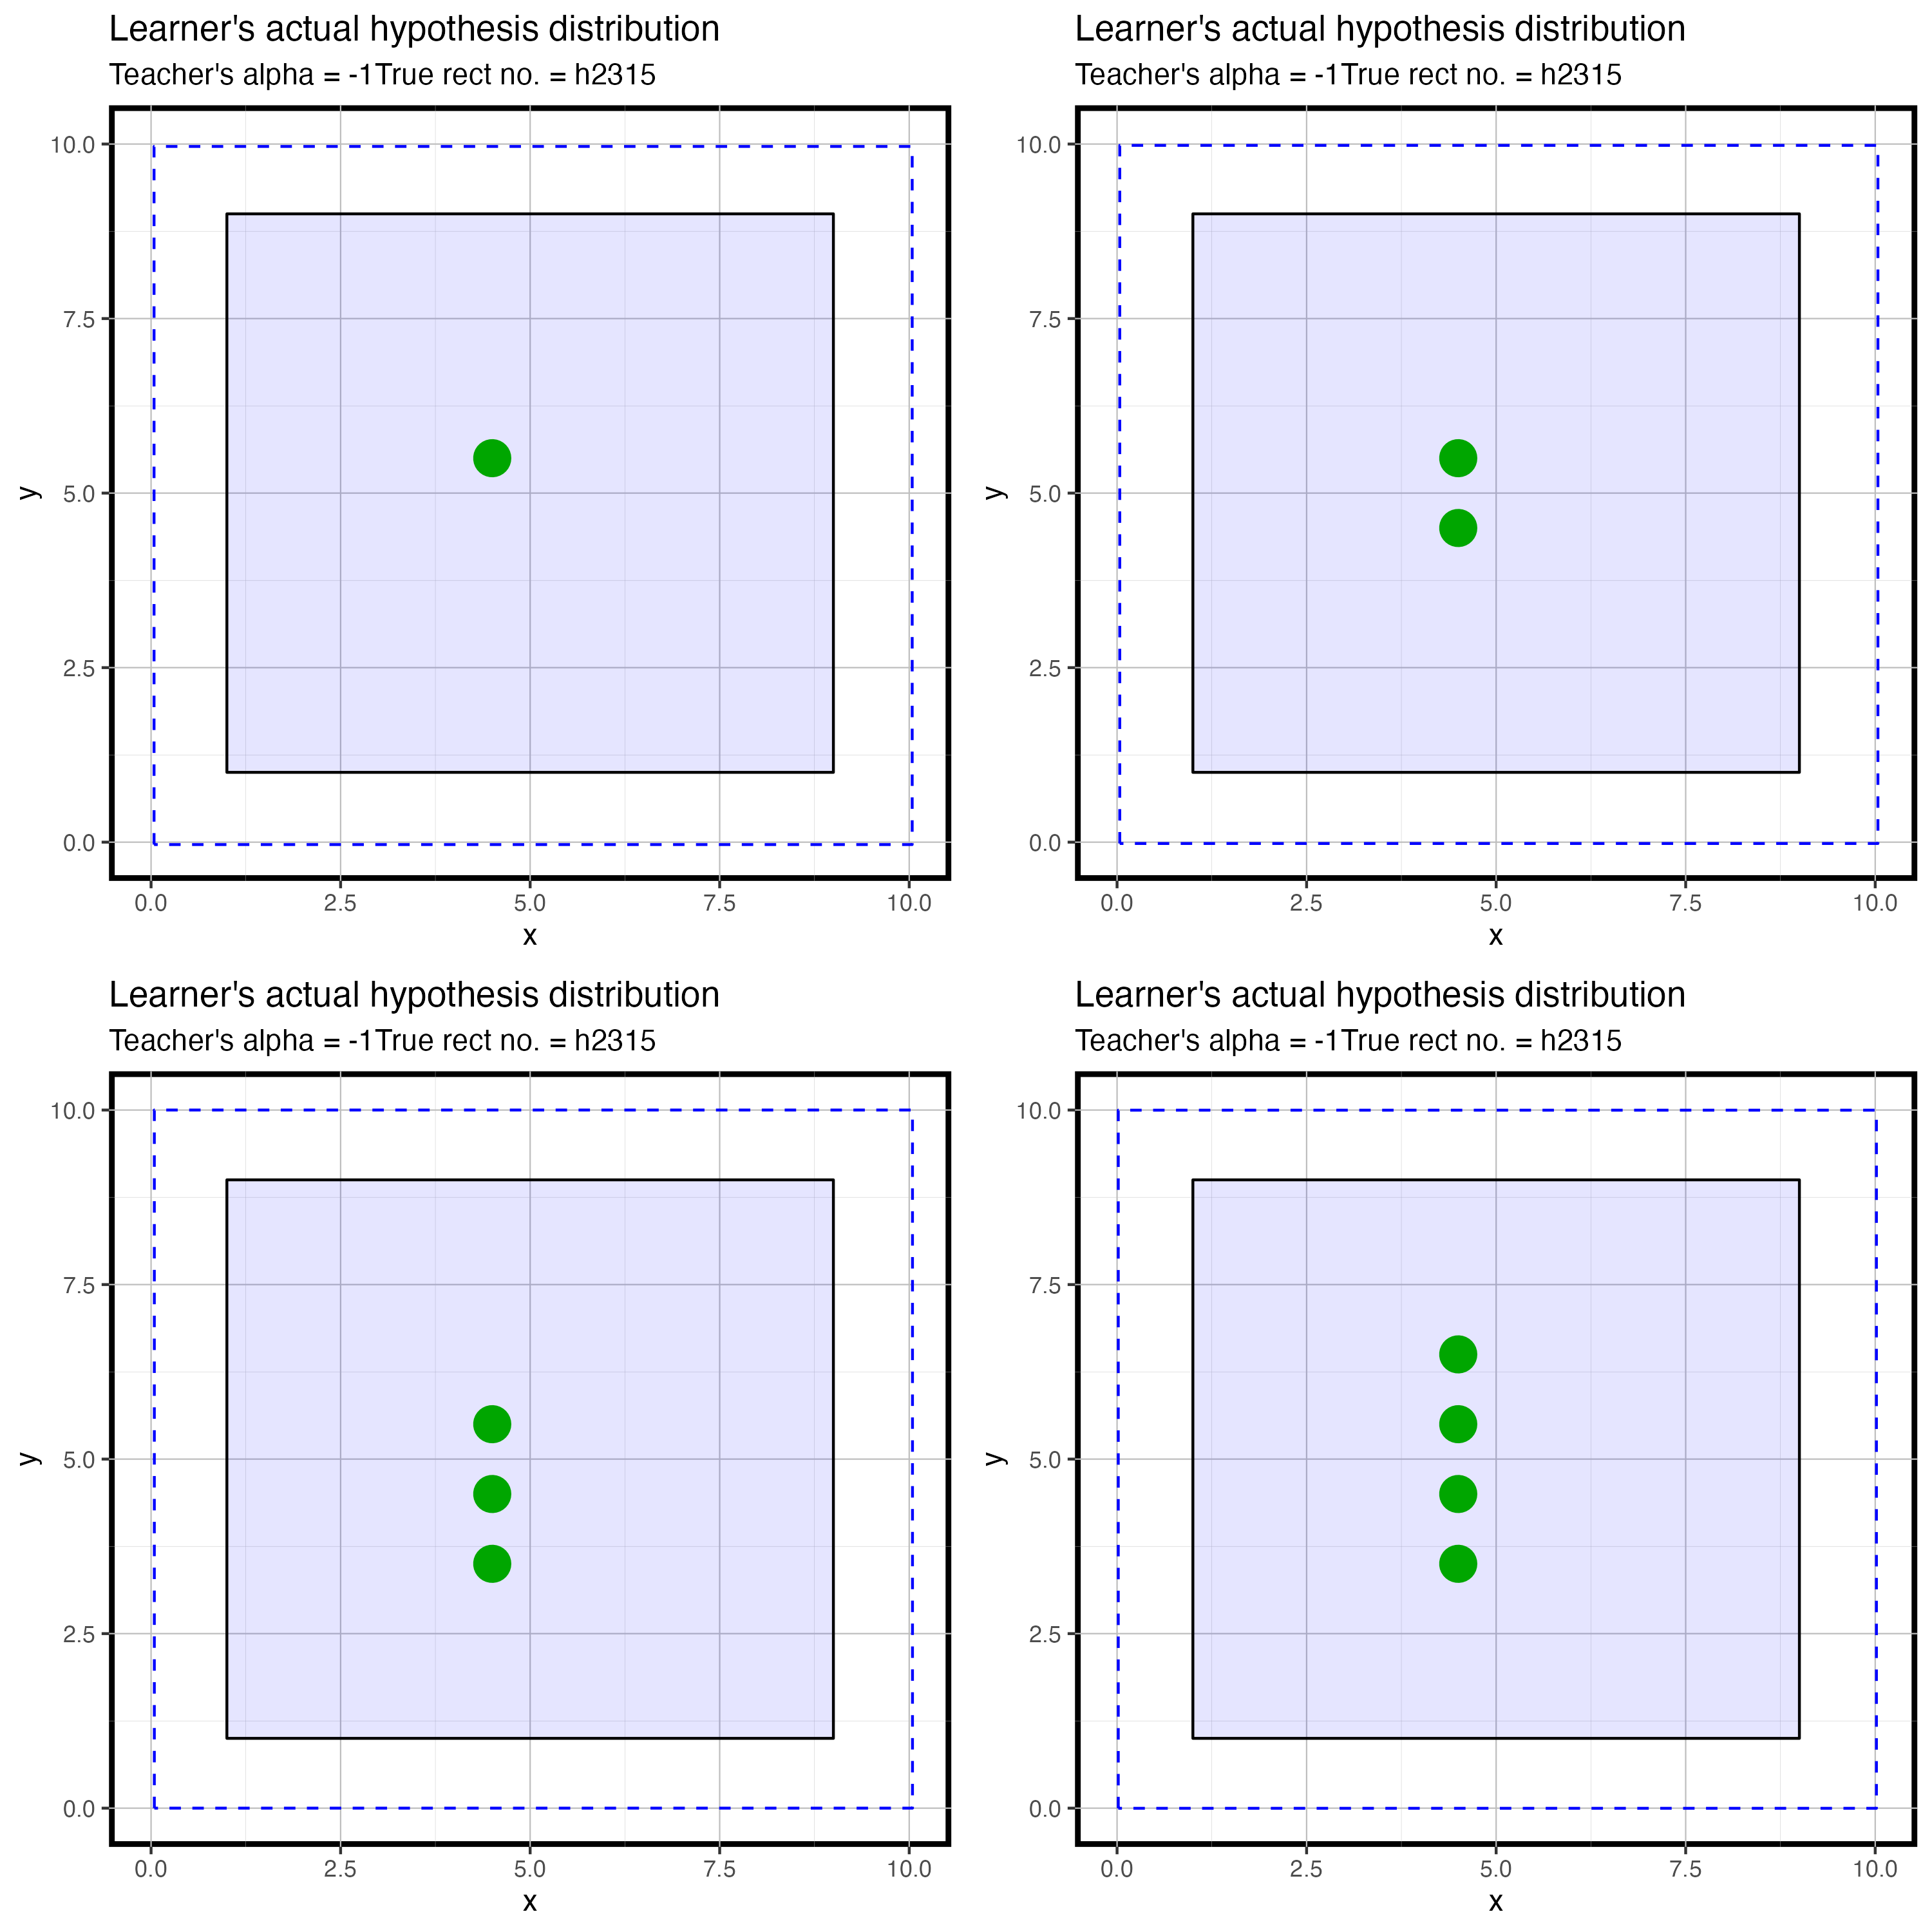 Learner's actual hypothesis distribution
Teacher's alpha = -1True rect no. = h2315
10.0
7.5
5.0
2.5
0.0
y
0.0 2.5 5.0 7.5 10.0
x
Learner's actual hypothesis distribution
Teacher's alpha = -1True rect no. = h2315
10.0
7.5
5.0
2.5
0.0
y
0.0 2.5 5.0 7.5 10.0
x
Learner's actual hypothesis distribution
Teacher's alpha = -1True rect no. = h2315
10.0
7.5
5.0
2.5
0.0
y
0.0 2.5 5.0 7.5 10.0
x
Learner's actual hypothesis distribution
Teacher's alpha = -1True rect no. = h2315
10.0
7.5
5.0
2.5
0.0
y
0.0 2.5 5.0 7.5 10.0
x